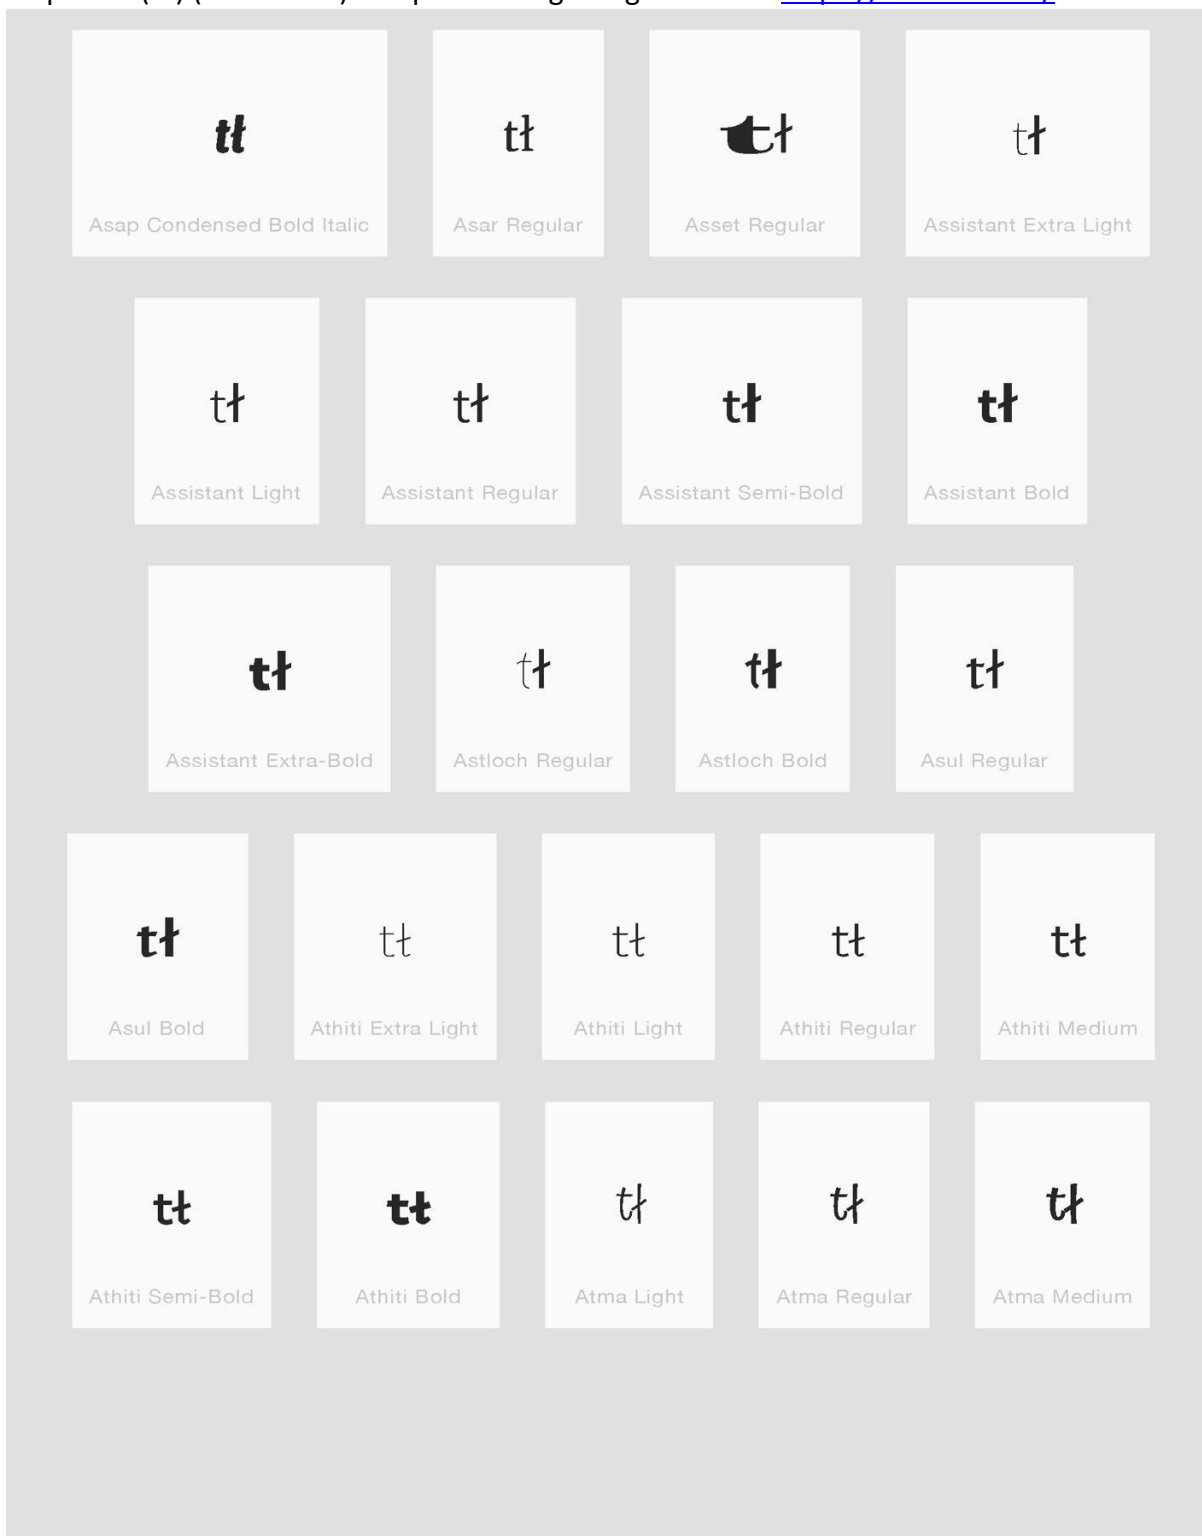 tł tł tł tł
Asap Condensed Bold Italic Asar Regular Asset Regular Assistant Extra Light
tł tł tł tł
Assistant Light Assistant Regular Assistant Semi-Bold Assistant Bold
tł tł tł tł
Assistant Extra-Bold Astloch Regular Astloch Bold Asul Regular
tł tł tł tł tł
Asul Bold Athiti Extra Light Athiti Light Athiti Regular Athiti Medium
tł tł tł tł tł
Athiti Semi-Bold Athiti Bold Atma Light Atma Regular Atma Medium